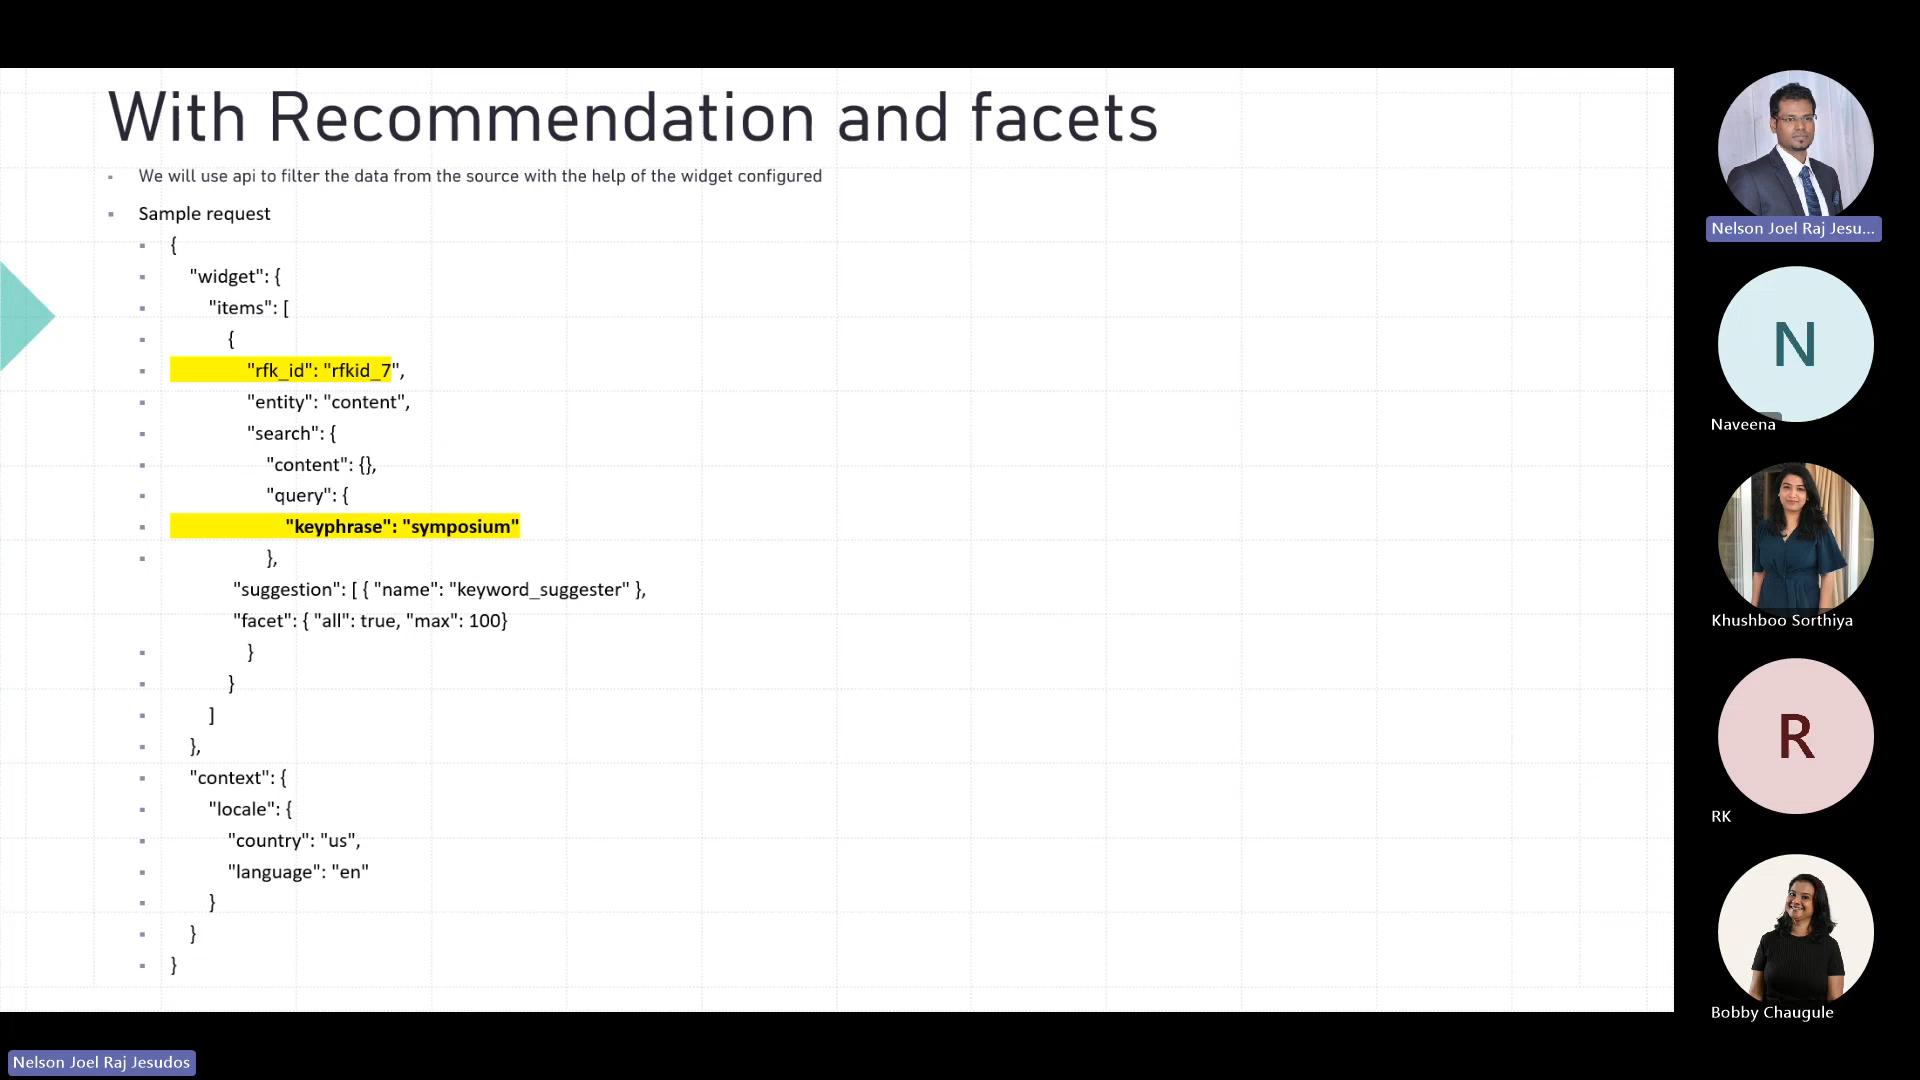 With Recommendation and facets
We will use api to filter the data from the source with the help of the widget configured
Sample request
{
"widget": {
"items": [
{
"rfk_id": "rfkid_7",
"entity": "content",
"search": {
"content": {},
"query": {
"keyphrase": "symposium"
},
"suggestion": [ { "name": "keyword_suggester" },
"facet": { "all": true, "max": 100}
}
}
]
},
"context": {
"locale": {
"country": "us",
"language": "en"
}
}
}
Nelson Joel Raj Jesu...
N
Naveena
Khushboo Sorthiya
R
RK
Bobby Chaugule
Nelson Joel Raj Jesudos